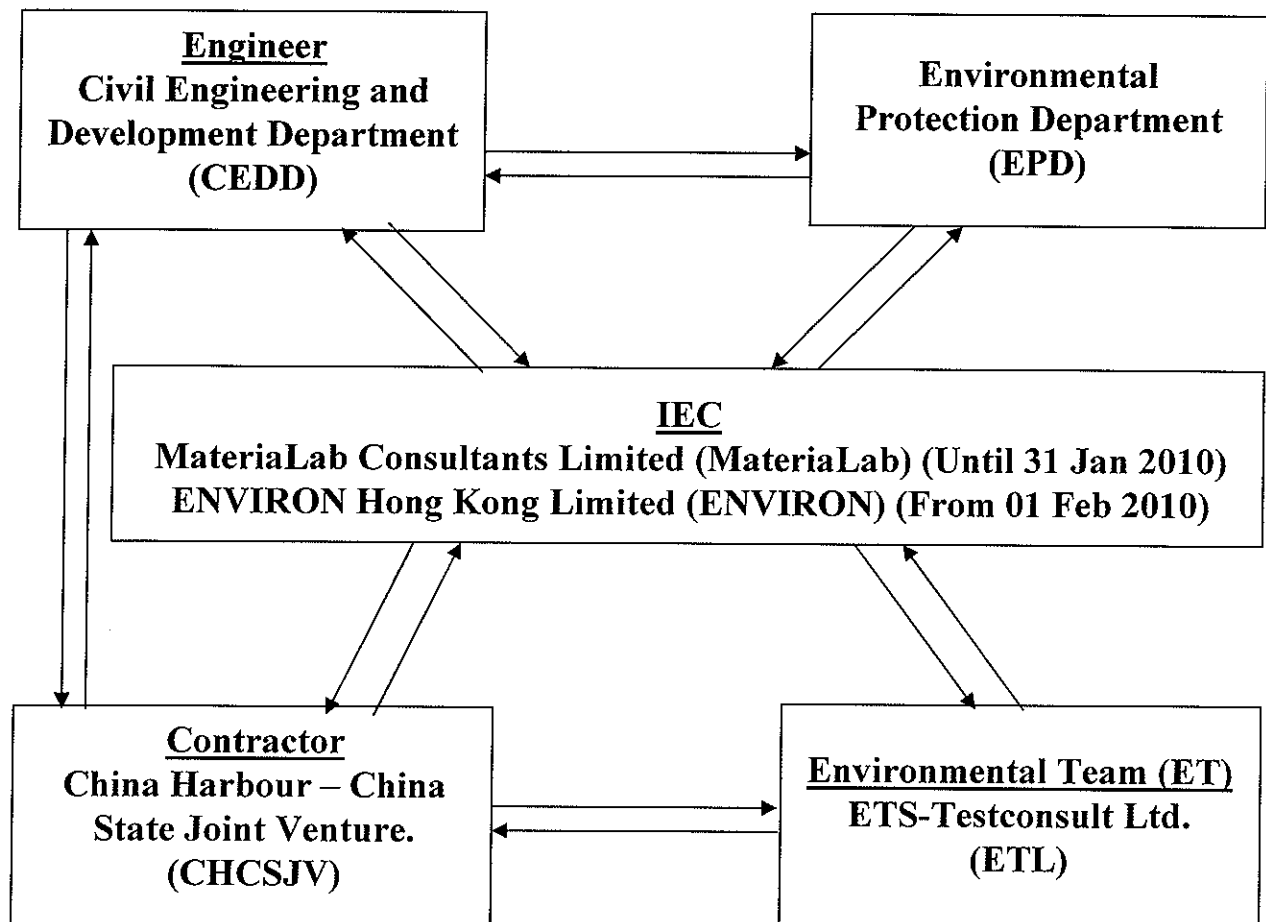 Engineer
Civil Engineering and
Development Department
(CEDD)
Environmental
Protection Department
(EPD)
IEC
MateriaLab Consultants Limited (MateriaLab) (Until 31 Jan 2010)
ENVIRON Hong Kong Limited (ENVIRON) (From 01 Feb 2010)
Contractor
China Harbour – China
State Joint Venture.
(CHCSJV)
Environmental Team (ET)
ETS-Testconsult Ltd.
(ETL)